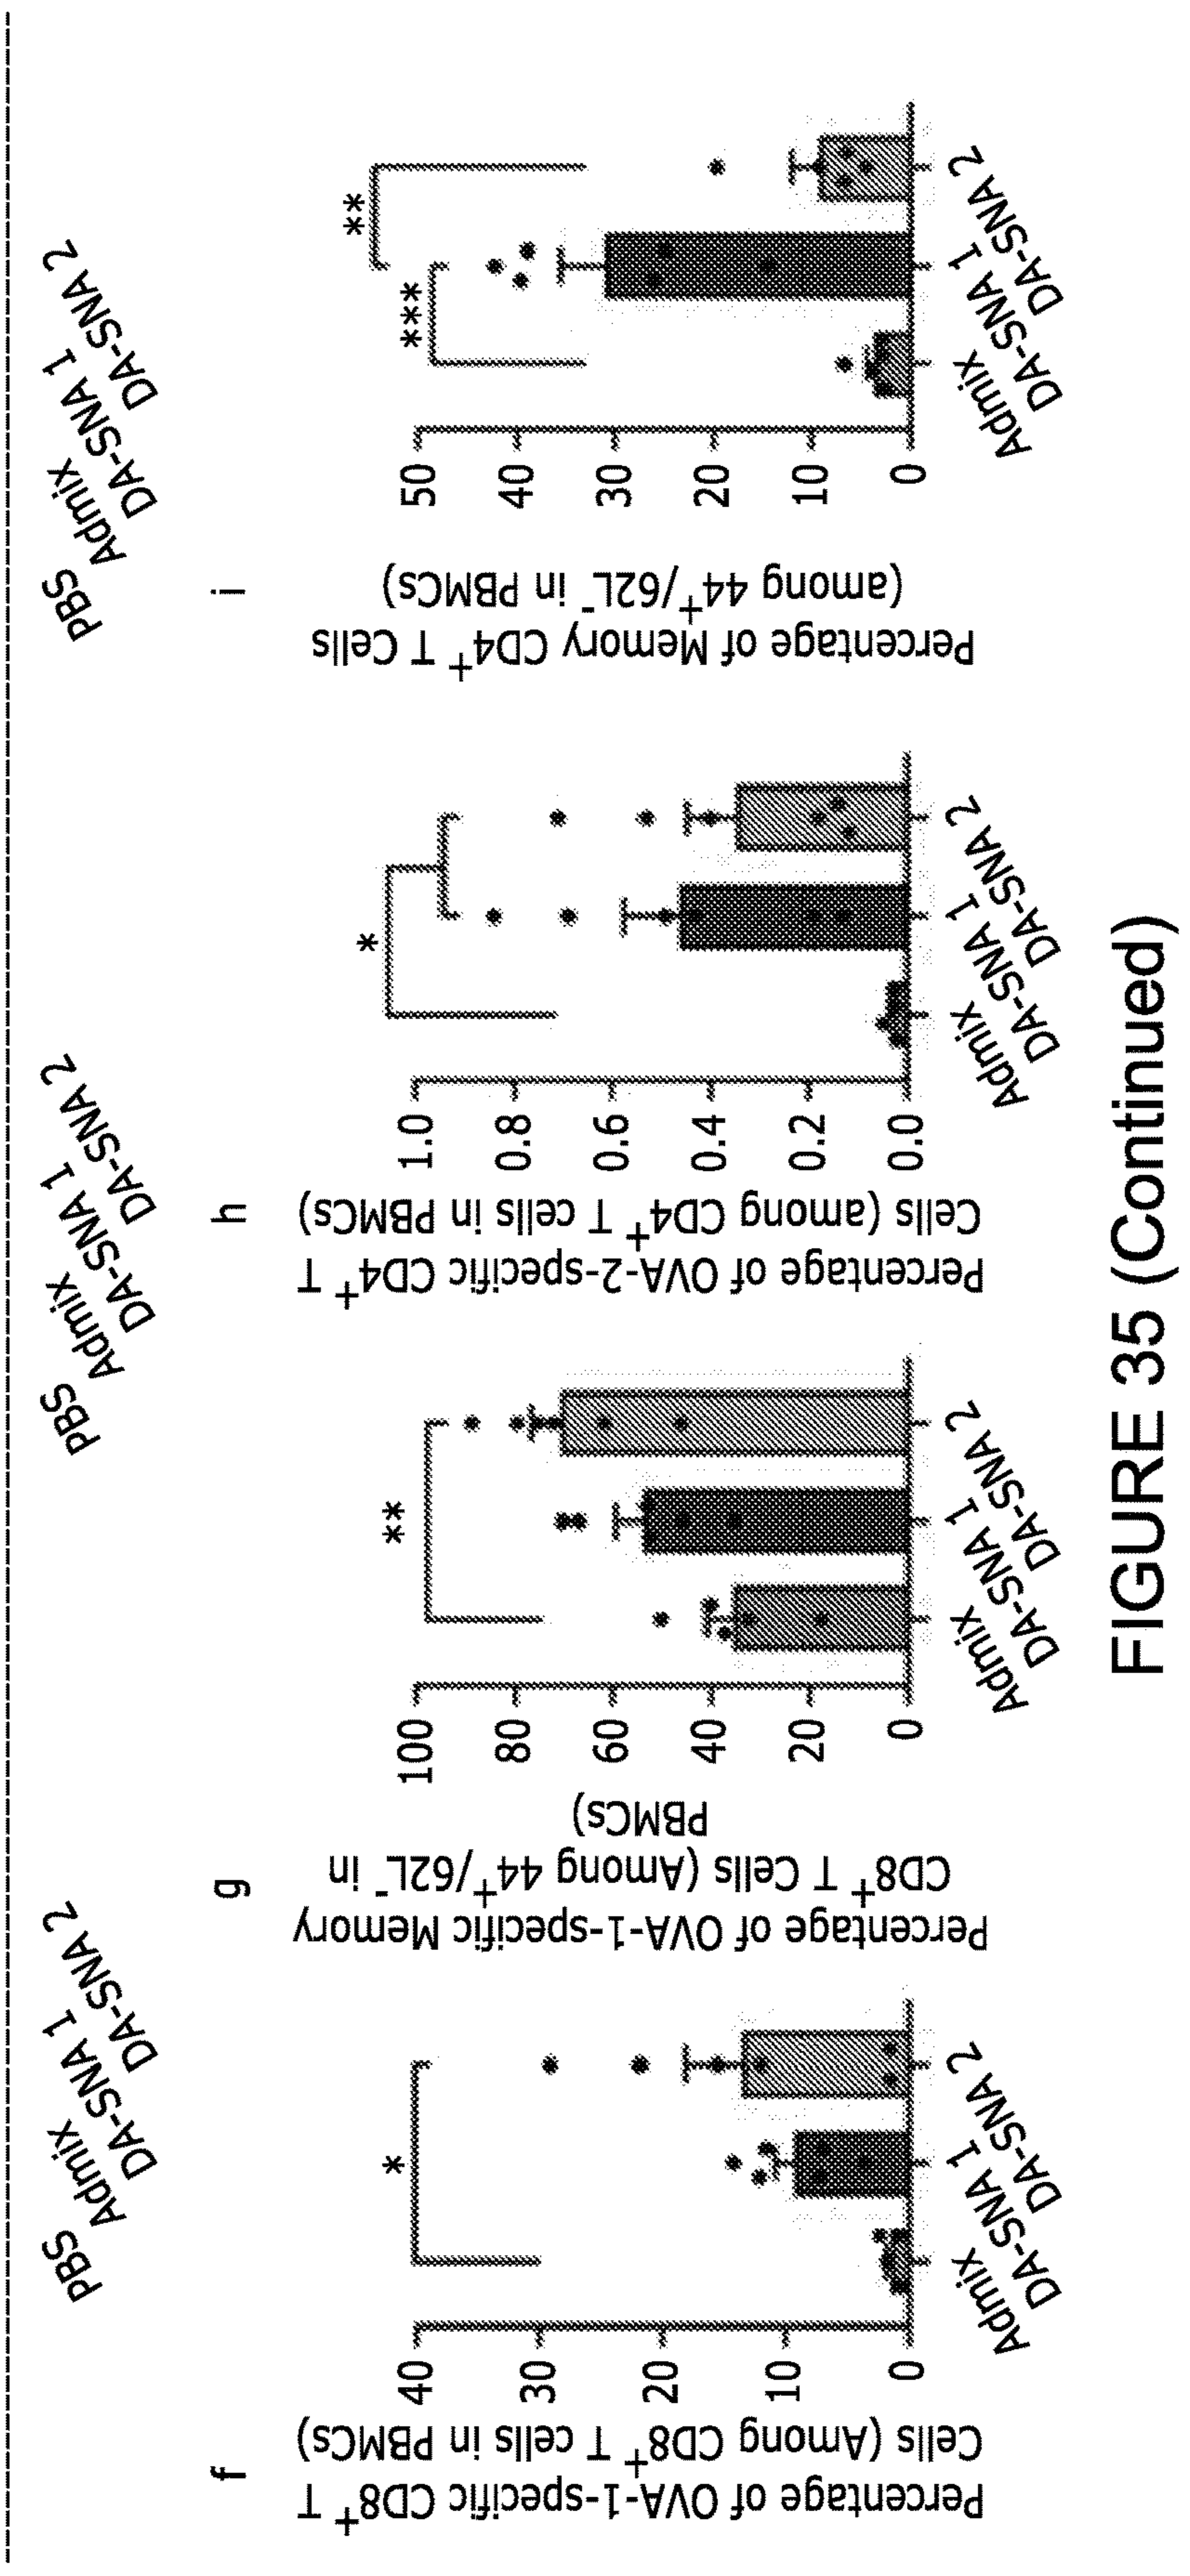 PBS
Admix
DA-SNA 1
DA-SNA 2
PBS
Admix
DA-SNA 1
DA-SNA 2
PBS
Admix
DA-SNA 1
DA-SNA 2
f
Percentage of OVA-1-specific CD8⁺ T
Cells (Among CD8⁺ T cells in PBMCs)
40
30
20
10
0
*
Admix
DA-SNA 1
DA-SNA 2
g
Percentage of OVA-1-specific Memory
CD8⁺ T Cells (Among 44⁺/62L⁻ in
PBMCs)
100
80
60
40
20
0
**
Admix
DA-SNA 1
DA-SNA 2
h
Percentage of OVA-2-specific CD4⁺ T
Cells (among CD4⁺ T cells in PBMCs)
1.0
0.8
0.6
0.4
0.2
0.0
*
Admix
DA-SNA 1
DA-SNA 2
i
Percentage of Memory CD4⁺ T Cells
(among 44⁺/62L⁻ in PBMCs)
50
40
30
20
10
0
***
**
Admix
DA-SNA 1
DA-SNA 2
FIGURE 35 (Continued)